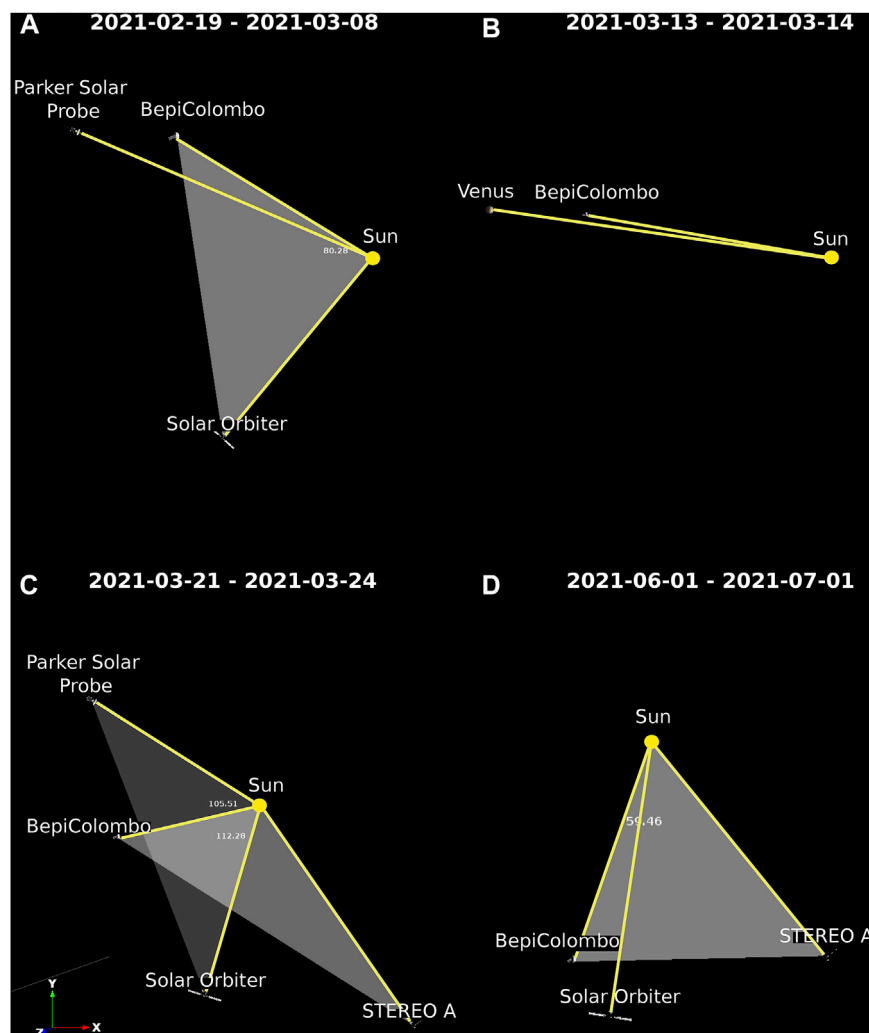 A
2021-02-19 - 2021-03-08
Parker Solar
Probe
BepiColombo
Sun
80.28
Solar Orbiter
B
2021-03-13 - 2021-03-14
Venus
BepiColombo
Sun
C
2021-03-21 - 2021-03-24
Parker Solar
Probe
Sun
105.51
BepiColombo
112.28
Solar Orbiter
STEREO A
Y
X
Z
D
2021-06-01 - 2021-07-01
Sun
59.46
BepiColombo
STEREO A
Solar Orbiter